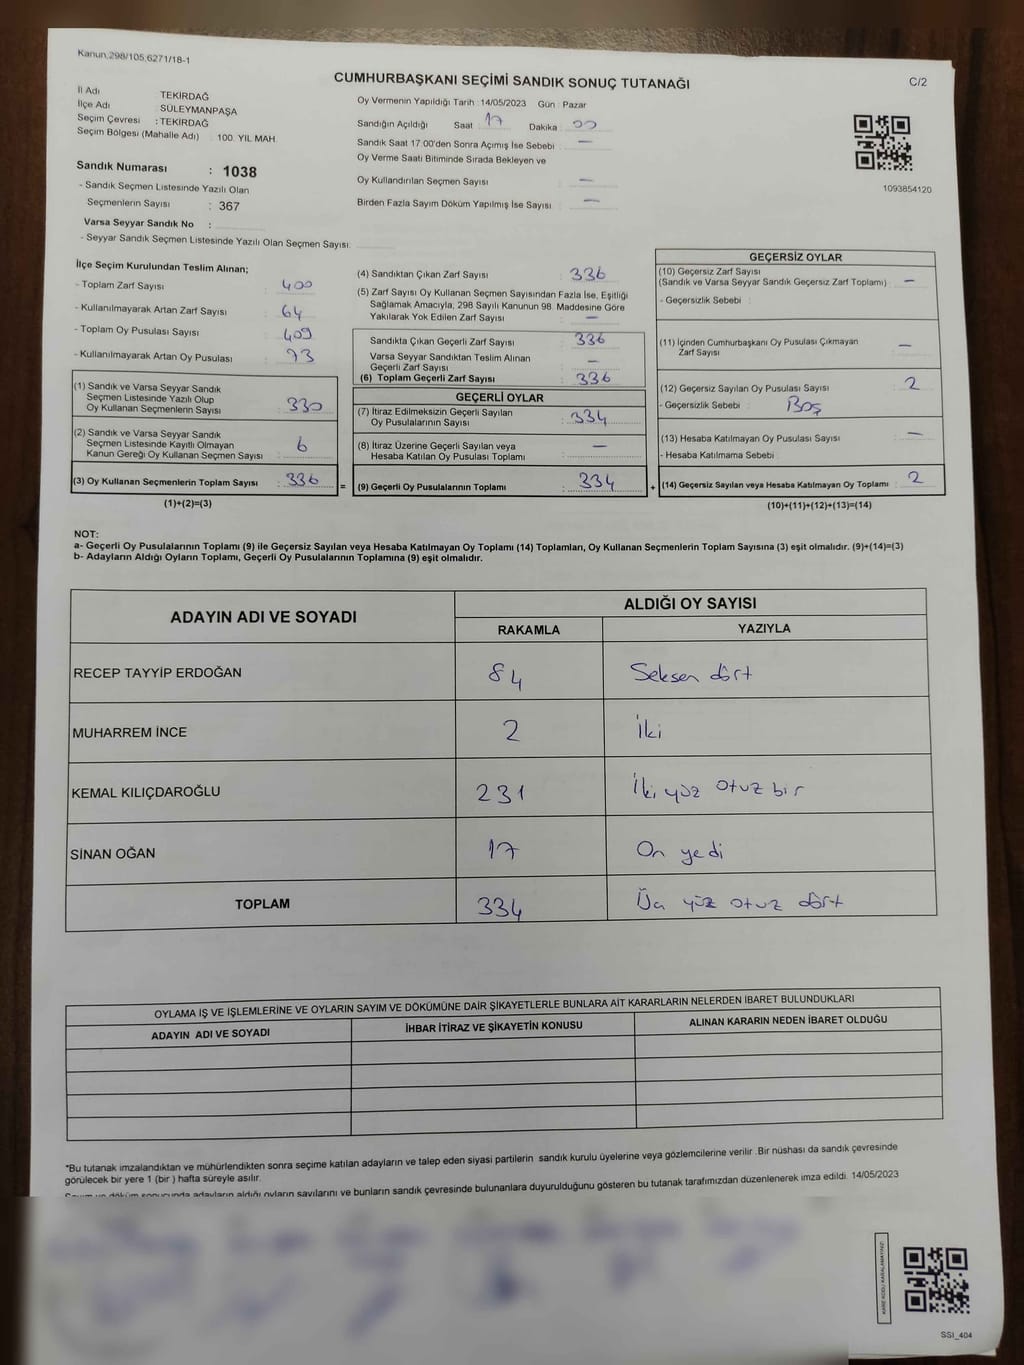 Kanun.298/105,6271/18-1
CUMHURBAŞKANI SEÇİMİ SANDIK SONUÇ TUTANAĞI
C/2
İl Adı TEKİRDAĞ
İlçe Adı SÜLEYMANPAŞA
Seçim Çevresi : TEKİRDAĞ
Seçim Bölgesi (Mahalle Adı) : 100. YIL MAH.
Sandık Numarası : 1038
- Sandık Seçmen Listesinde Yazılı Olan
Seçmenlerin Sayısı : 367
Varsa Seyyar Sandık No :
- Seyyar Sandık Seçmen Listesinde Yazılı Olan Seçmen Sayısı:
Oy Vermenin Yapıldığı Tarih : 14/05/2023 Gün : Pazar
Sandığın Açıldığı Saat : 17 Dakika : 00
Sandık Saat 17.00'den Sonra Açımış İse Sebebi : —
Oy Verme Saati Bitiminde Sırada Bekleyen ve
Oy Kullandırılan Seçmen Sayısı : —
Birden Fazla Sayım Döküm Yapılmış İse Sayısı : —
1093854120
İlçe Seçim Kurulundan Teslim Alınan;
- Toplam Zarf Sayısı : 400
- Kullanılmayarak Artan Zarf Sayısı : 64
- Toplam Oy Pusulası Sayısı : 409
- Kullanılmayarak Artan Oy Pusulası : 73
(1) Sandık ve Varsa Seyyar Sandık
Seçmen Listesinde Yazılı Olup
Oy Kullanan Seçmenlerin Sayısı : 330
(2) Sandık ve Varsa Seyyar Sandık
Seçmen Listesinde Kayıtlı Olmayan
Kanun Gereği Oy Kullanan Seçmen Sayısı : 6
(3) Oy Kullanan Seçmenlerin Toplam Sayısı : 336 =
(1)+(2)=(3)
(4) Sandıktan Çıkan Zarf Sayısı : 336
(5) Zarf Sayısı Oy Kullanan Seçmen Sayısından Fazla İse, Eşitliği
Sağlamak Amacıyla, 298 Sayılı Kanunun 98. Maddesine Göre
Yakılarak Yok Edilen Zarf Sayısı : —
Sandıkta Çıkan Geçerli Zarf Sayısı : 336
Varsa Seyyar Sandıktan Teslim Alınan
Geçerli Zarf Sayısı : —
(6) Toplam Geçerli Zarf Sayısı : 336
GEÇERLİ OYLAR
(7) İtiraz Edilmeksizin Geçerli Sayılan
Oy Pusulalarının Sayısı : 334
(8) İtiraz Üzerine Geçerli Sayılan veya
Hesaba Katılan Oy Pusulası Toplamı : —
(9) Geçerli Oy Pusulalarının Toplamı : 334 +
GEÇERSİZ OYLAR
(10) Geçersiz Zarf Sayısı
(Sandık ve Varsa Seyyar Sandık Geçersiz Zarf Toplamı) : —
- Geçersizlik Sebebi :
(11) İçinden Cumhurbaşkanı Oy Pusulası Çıkmayan
Zarf Sayısı : —
(12) Geçersiz Sayılan Oy Pusulası Sayısı : 2
- Geçersizlik Sebebi : Boş
(13) Hesaba Katılmayan Oy Pusulası Sayısı : —
- Hesaba Katılmama Sebebi :
(14) Geçersiz Sayılan veya Hesaba Katılmayan Oy Toplamı : 2
(10)+(11)+(12)+(13)=(14)
NOT:
a- Geçerli Oy Pusulalarının Toplamı (9) ile Geçersiz Sayılan veya Hesaba Katılmayan Oy Toplamı (14) Toplamları, Oy Kullanan Seçmenlerin Toplam Sayısına (3) eşit olmalıdır. (9)+(14)=(3)
b- Adayların Aldığı Oyların Toplamı, Geçerli Oy Pusulalarının Toplamına (9) eşit olmalıdır.
ADAYIN ADI VE SOYADI ALDIĞI OY SAYISI
RAKAMLA YAZIYLA
RECEP TAYYİP ERDOĞAN 84 Seksen dört
MUHARREM İNCE 2 İki
KEMAL KILIÇDAROĞLU 231 İki yüz otuz bir
SİNAN OĞAN 17 On yedi
TOPLAM 334 Üç yüz otuz dört
OYLAMA İŞ VE İŞLEMLERİNE VE OYLARIN SAYIM VE DÖKÜMÜNE DAİR ŞİKAYETLERLE BUNLARA AİT KARARLARIN NELERDEN İBARET BULUNDUKLARI
ADAYIN ADI VE SOYADI İHBAR İTİRAZ VE ŞİKAYETİN KONUSU ALINAN KARARIN NEDEN İBARET OLDUĞU
*Bu tutanak imzalandıktan ve mühürlendikten sonra seçime katılan adayların ve talep eden siyasi partilerin sandık kurulu üyelerine veya gözlemcilerine verilir .Bir nüshası da sandık çevresinde
görülecek bir yere 1 (bir ) hafta süreyle asılır.
Sayım ve döküm sonucunda adayların aldığı oyların sayılarını ve bunların sandık çevresinde bulunanlara duyurulduğunu gösteren bu tutanak tarafımızdan düzenlenerek imza edildi. 14/05/2023
KARE KODU KARALAMAYINIZ!
SSI_404